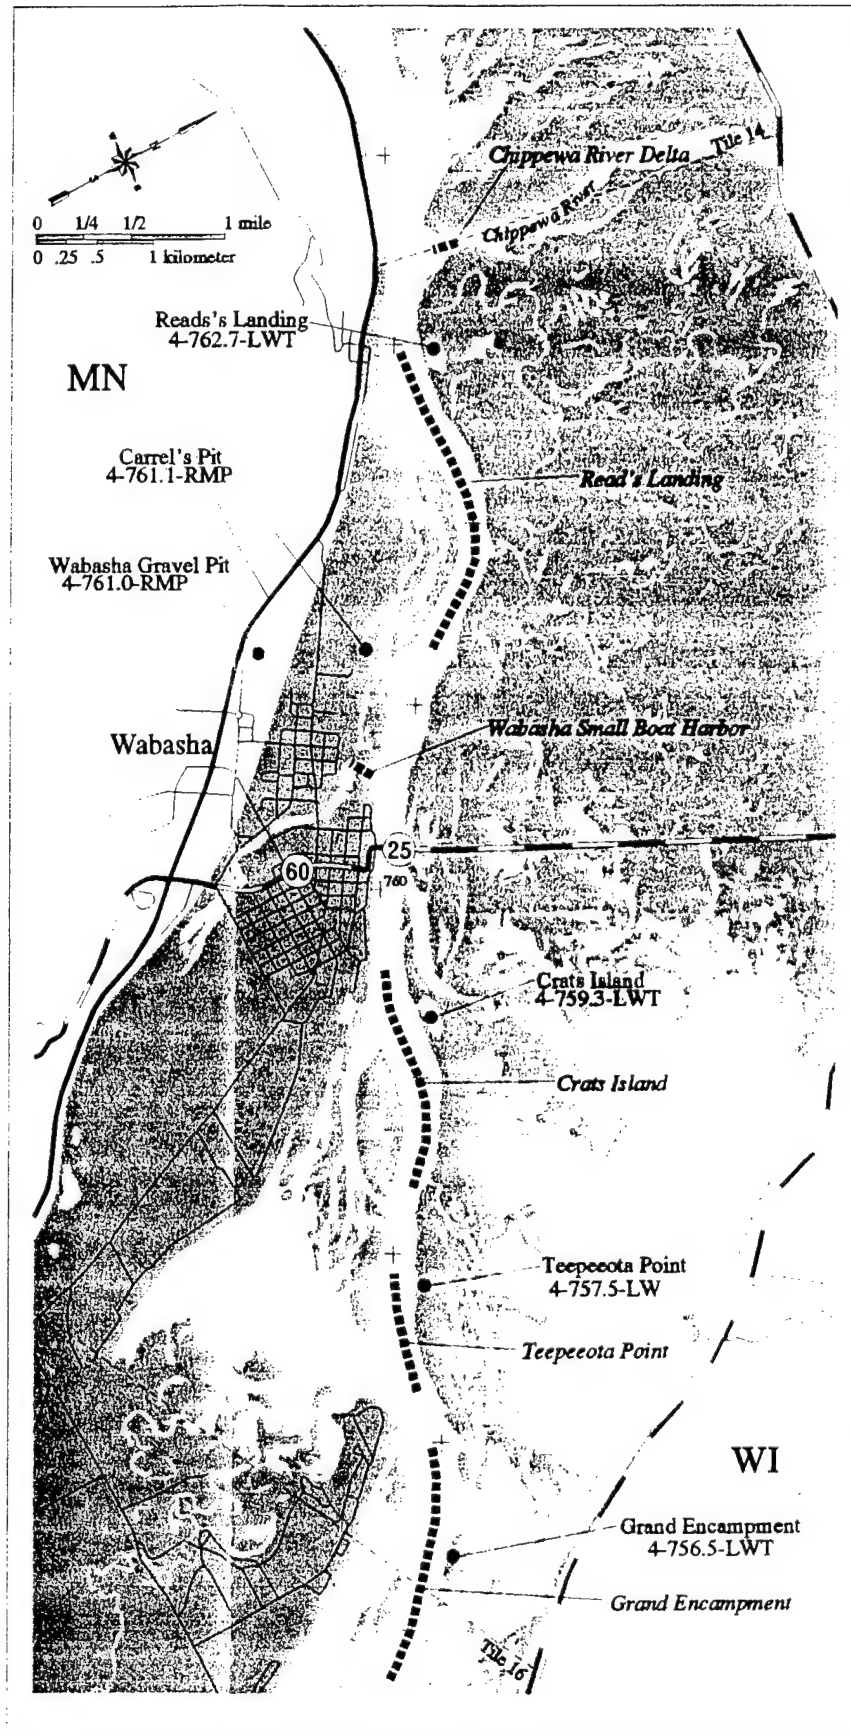 Tile 14
Chippewa River Delta
Chippewa River
0 1/4 1/2 1 mile
0 .25 .5 1 kilometer
Reads's Landing
4-762.7-LWT
MN
Carrel's Pit
4-761.1-RMP
Read's Landing
Wabasha Gravel Pit
4-761.0-RMP
Wabasha Small Boat Harbor
Wabasha
25
60
760
Crats Island
4-759.3-LWT
Crats Island
Teepeeota Point
4-757.5-LW
Teepeeota Point
WI
Grand Encampment
4-756.5-LWT
Grand Encampment
Tile 16